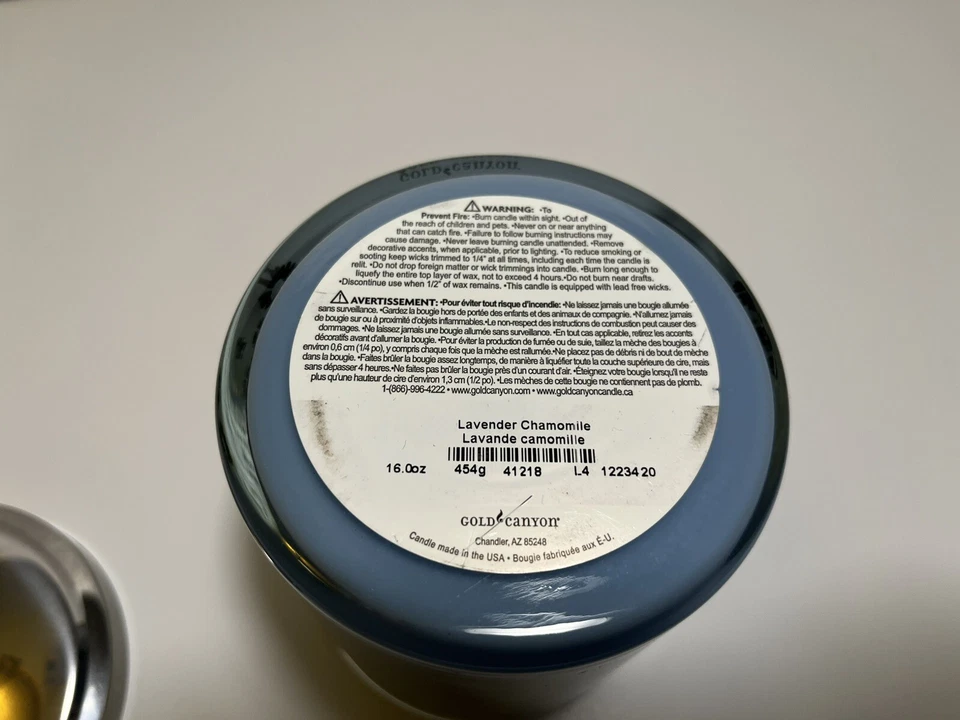 GOLD canyon
WARNING: •To
Prevent Fire: •Burn candle within sight. •Out of
the reach of children and pets. •Never on or near anything
that can catch fire. •Failure to follow burning instructions may
cause damage. •Never leave burning candle unattended. •Remove
decorative accents, when applicable, prior to lighting. •To reduce smoking or
sooting keep wicks trimmed to 1/4" at all times, including each time the candle is
relit. •Do not drop foreign matter or wick trimmings into candle. •Burn long enough to
liquefy the entire top layer of wax, not to exceed 4 hours.•Do not burn near drafts.
•Discontinue use when 1/2" of wax remains. •This candle is equipped with lead free wicks.
AVERTISSEMENT: •Pour éviter tout risque d'incendie: •Ne laissez jamais une bougie allumée
sans surveillance. •Gardez la bougie hors de portée des enfants et des animaux de compagnie. •N'allumez jamais
de bougie sur ou à proximité d'objets inflammables.•Le non-respect des instructions de combustion peut causer des
dommages. •Ne laissez jamais une bougie allumée sans surveillance. •En tout cas applicable, retirez les accents
décoratifs avant d'allumer la bougie. •Pour éviter la production de fumée ou de suie, taillez la mèche des bougies à
environ 0,6 cm (1/4 po), y compris chaque fois que la mèche est rallumée.•Ne placez pas de débris ni de bout de mèche
dans la bougie. •Faites brûler la bougie assez longtemps, de manière à liquéfier toute la couche supérieure de cire, mais
sans dépasser 4 heures.•Ne faites pas brûler la bougie près d'un courant d'air. •Éteignez votre bougie lorsqu'il ne reste
plus qu'une hauteur de cire d'environ 1,3 cm (1/2 po). •Les mèches de cette bougie ne contiennent pas de plomb.
1-(866)-996-4222 • www.goldcanyon.com • www.goldcanyoncandle.ca
Lavender Chamomile
Lavande camomille
16.0oz 454g 41218 L4 1223420
GOLD canyon
Chandler, AZ 85248
Candle made in the USA • Bougie fabriquée aux É-U.